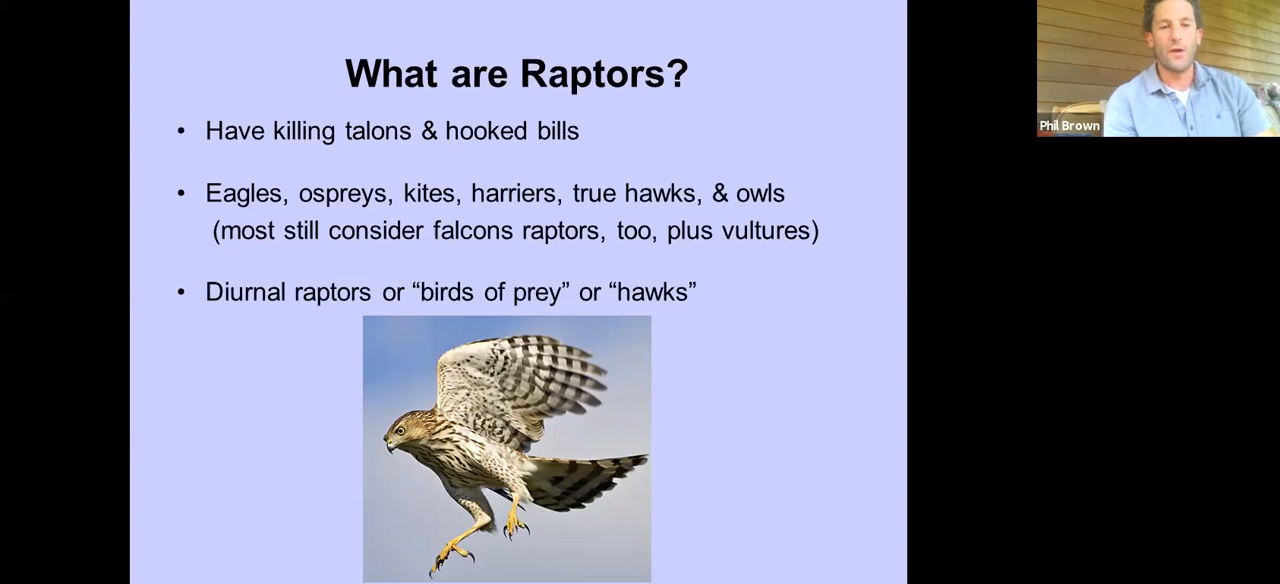 What are Raptors?
• Have killing talons & hooked bills
• Eagles, ospreys, kites, harriers, true hawks, & owls
(most still consider falcons raptors, too, plus vultures)
• Diurnal raptors or “birds of prey” or “hawks”
Phil Brown